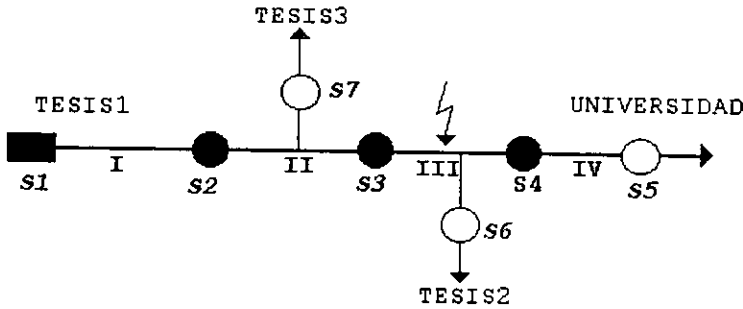 TESIS3
S7
TESIS1
UNIVERSIDAD
S1
I
S2
II
S3
III
S4
IV
S5
S6
TESIS2